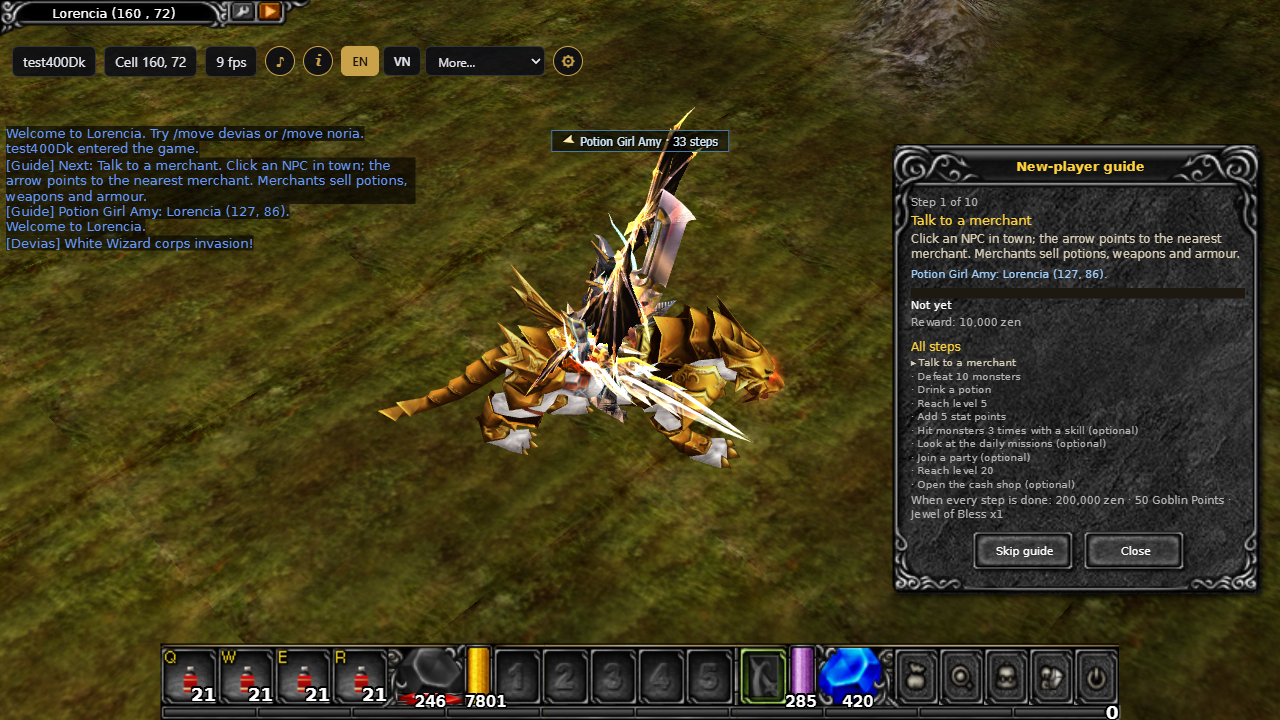 Lorencia (160 , 72)
test400Dk
Cell 160, 72
9 fps
EN
VN
More...
Welcome to Lorencia. Try /move devias or /move noria.
test400Dk entered the game.
[Guide] Next: Talk to a merchant. Click an NPC in town; the
arrow points to the nearest merchant. Merchants sell potions,
weapons and armour.
[Guide] Potion Girl Amy: Lorencia (127, 86).
Welcome to Lorencia.
[Devias] White Wizard corps invasion!
Potion Girl Amy · 33 steps
New-player guide
Step 1 of 10
Talk to a merchant
Click an NPC in town; the arrow points to the nearest
merchant. Merchants sell potions, weapons and armour.
Potion Girl Amy: Lorencia (127, 86).
Not yet
Reward: 10,000 zen
All steps
▸ Talk to a merchant
· Defeat 10 monsters
· Drink a potion
· Reach level 5
· Add 5 stat points
· Hit monsters 3 times with a skill (optional)
· Look at the daily missions (optional)
· Join a party (optional)
· Reach level 20
· Open the cash shop (optional)
When every step is done: 200,000 zen · 50 Goblin Points ·
Jewel of Bless x1
Skip guide
Close
Q
21
W
21
E
21
R
21
246
7801
1
2
3
4
5
285
420
0